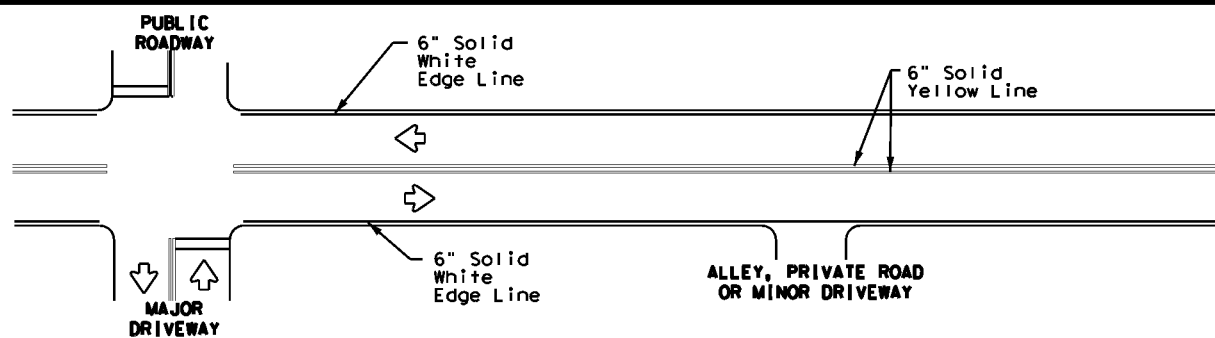 PUBLIC
ROADWAY
6" Solid
White
Edge Line
6" Solid
Yellow Line
6" Solid
White
Edge Line
ALLEY, PRIVATE ROAD
OR MINOR DRIVEWAY
MAJOR
DRIVEWAY